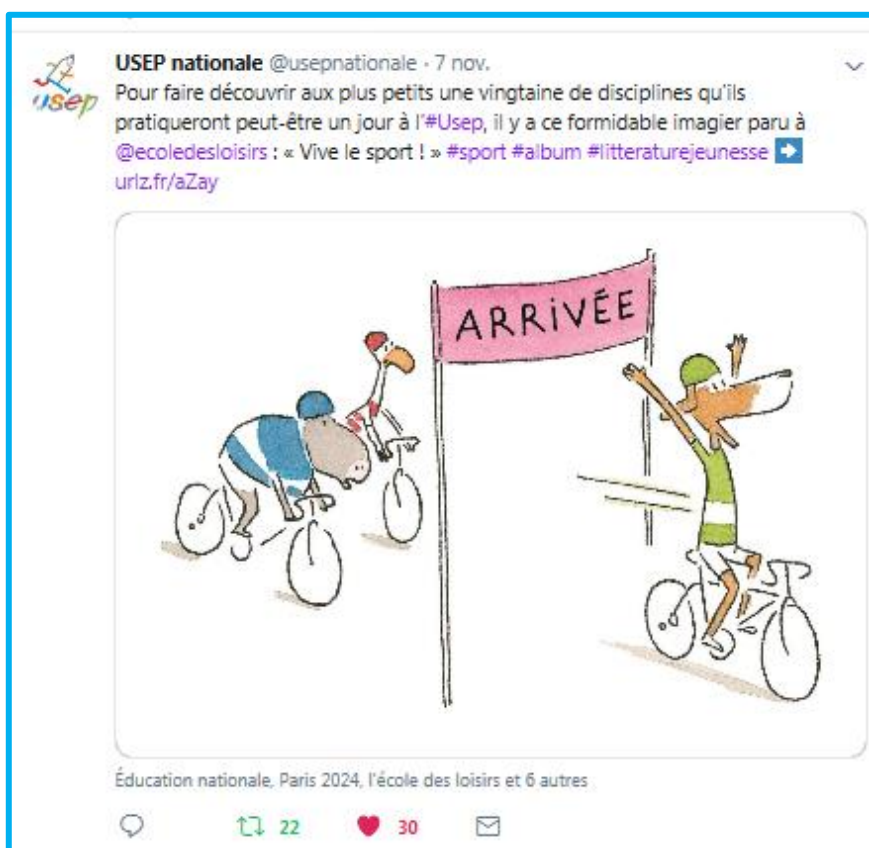 USEP nationale @usepnationale · 7 nov.
Pour faire découvrir aux plus petits une vingtaine de disciplines qu'ils
pratiqueront peut-être un jour à l'#Usep, il y a ce formidable imagier paru à
@ecoledesloisirs : « Vive le sport ! » #sport #album #litteraturejeunesse ➡
urlz.fr/aZay
usep
ARRiVÉE
Éducation nationale, Paris 2024, l'école des loisirs et 6 autres
22 30